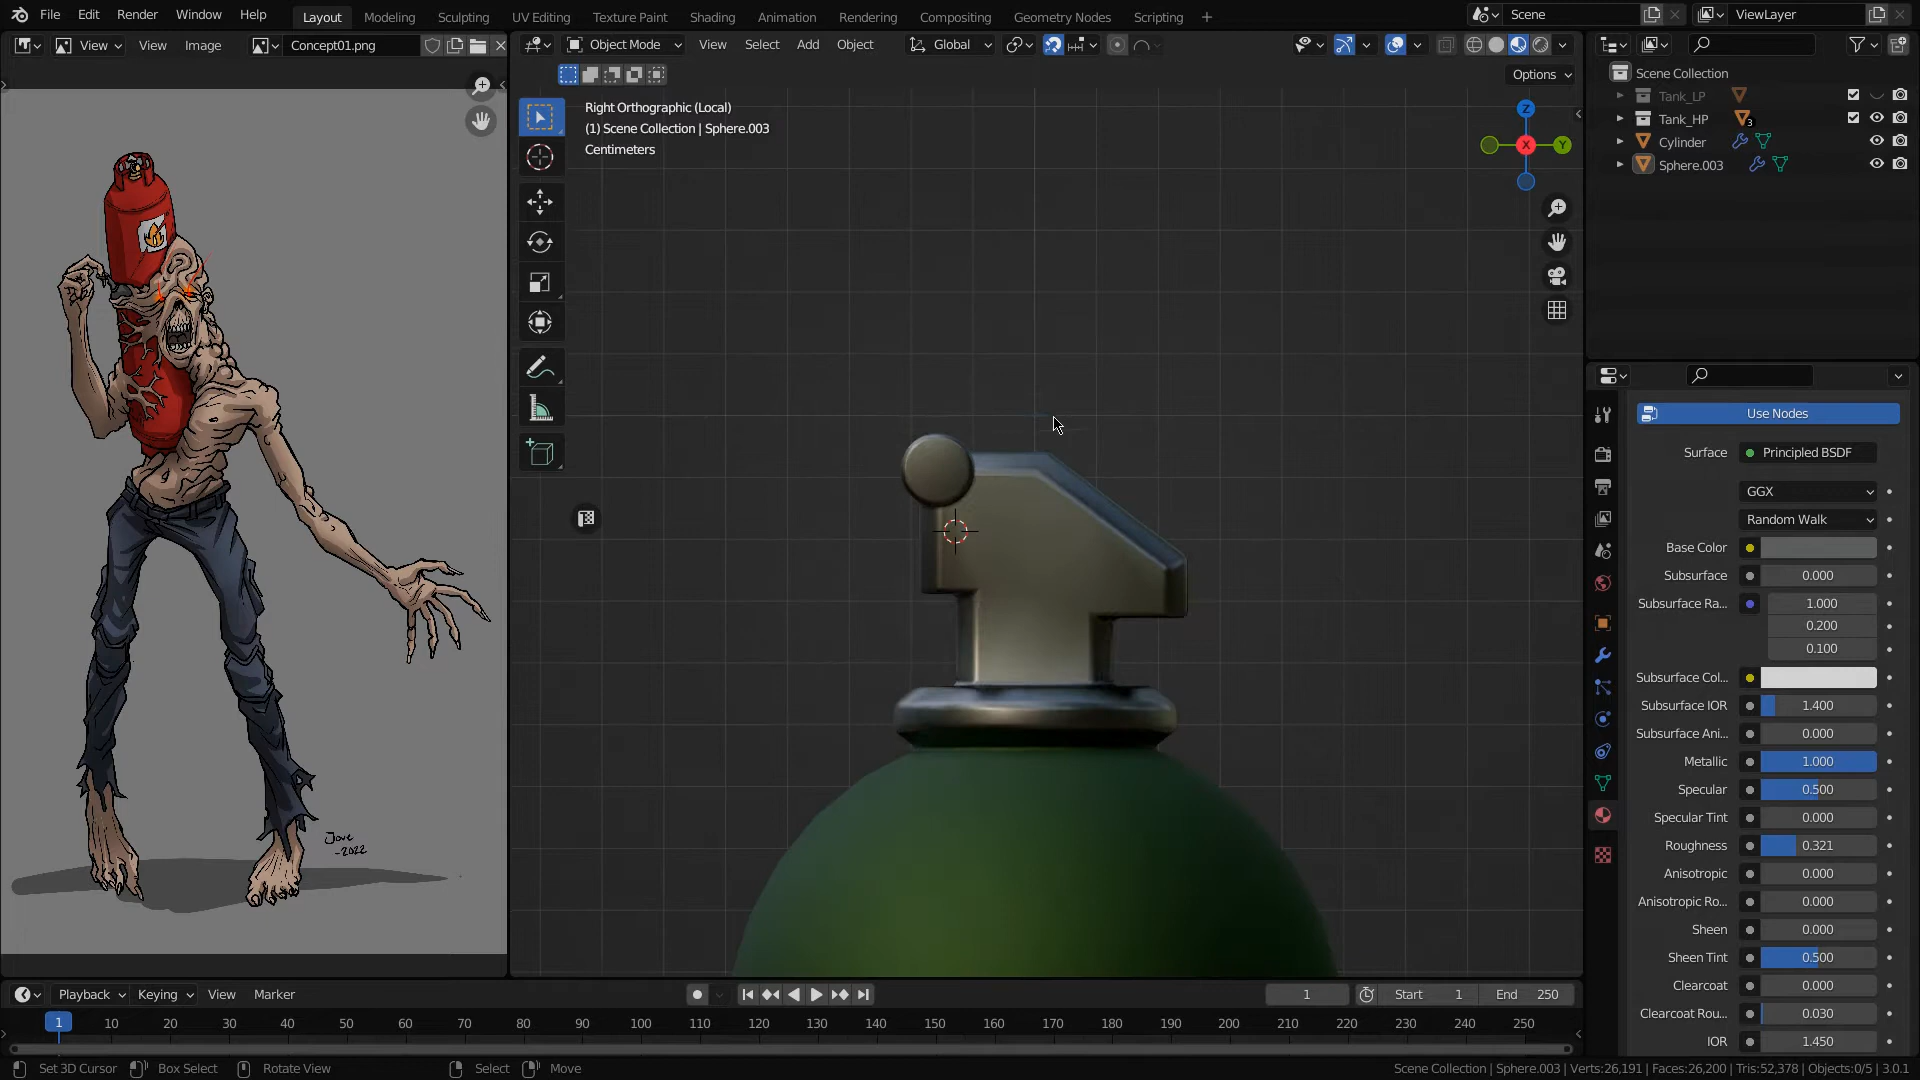 File Edit Render Window Help Layout Modeling Sculpting UV Editing Texture Paint Shading Animation Rendering Compositing Geometry Nodes Scripting + Scene ViewLayer
View View Image Concept01.png Object Mode View Select Add Object Global
Options
Right Orthographic (Local)
(1) Scene Collection | Sphere.003
Centimeters
Z
X
Y
Scene Collection
Tank_LP
Tank_HP 3
Cylinder
Sphere.003
Use Nodes
Surface Principled BSDF
GGX
Random Walk
Base Color
Subsurface 0.000
Subsurface Ra... 1.000
0.200
0.100
Subsurface Col...
Subsurface IOR 1.400
Subsurface Ani... 0.000
Metallic 1.000
Specular 0.500
Specular Tint 0.000
Roughness 0.321
Anisotropic 0.000
Anisotropic Ro... 0.000
Sheen 0.000
Sheen Tint 0.500
Clearcoat 0.000
Clearcoat Rou... 0.030
IOR 1.450
Jove
-2022
Playback Keying View Marker 1 Start 1 End 250
1 10 20 30 40 50 60 70 80 90 100 110 120 130 140 150 160 170 180 190 200 210 220 230 240 250
Set 3D Cursor Box Select Rotate View Select Move Scene Collection | Sphere.003 | Verts:26,191 | Faces:26,200 | Tris:52,378 | Objects:0/5 | 3.0.1